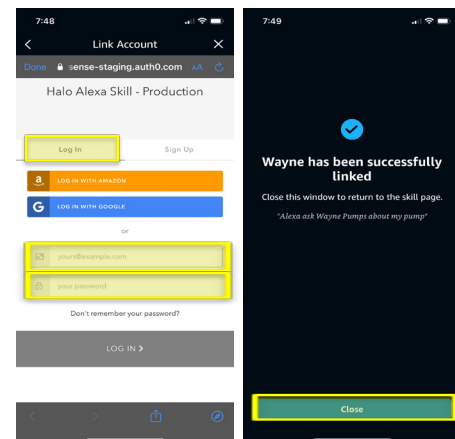 7:48
Link Account
Done sense-staging.auth0.com AA
Halo Alexa Skill - Production
Log In Sign Up
a LOG IN WITH AMAZON
G LOG IN WITH GOOGLE
or
yours@example.com
your password
Don't remember your password?
LOG IN >
7:49
Wayne has been successfully
linked
Close this window to return to the skill page.
"Alexa ask Wayne Pumps about my pump"
Close